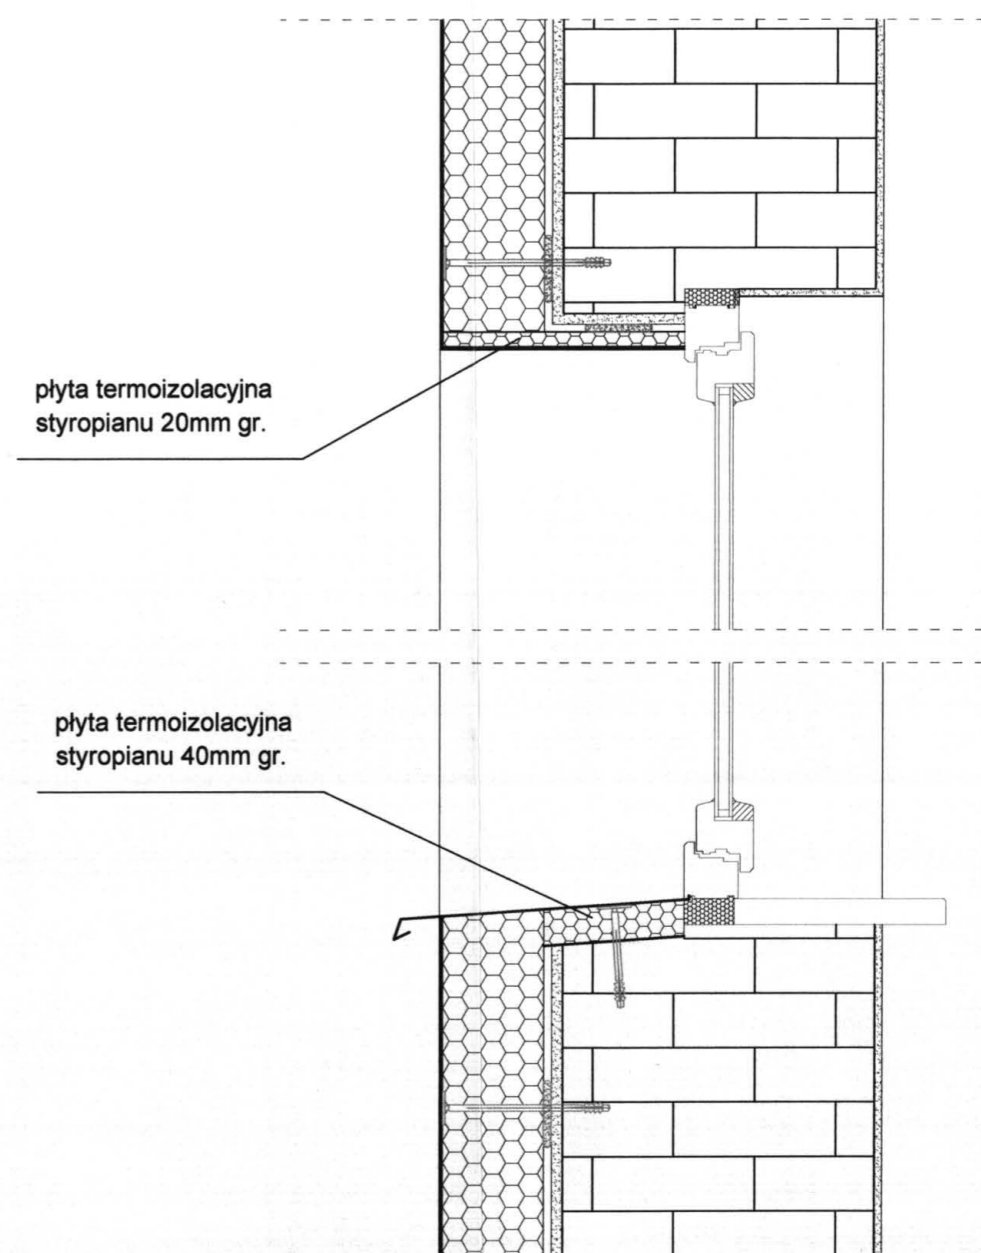 płyta termoizolacyjna
styropianu 20mm gr.
płyta termoizolacyjna
styropianu 40mm gr.